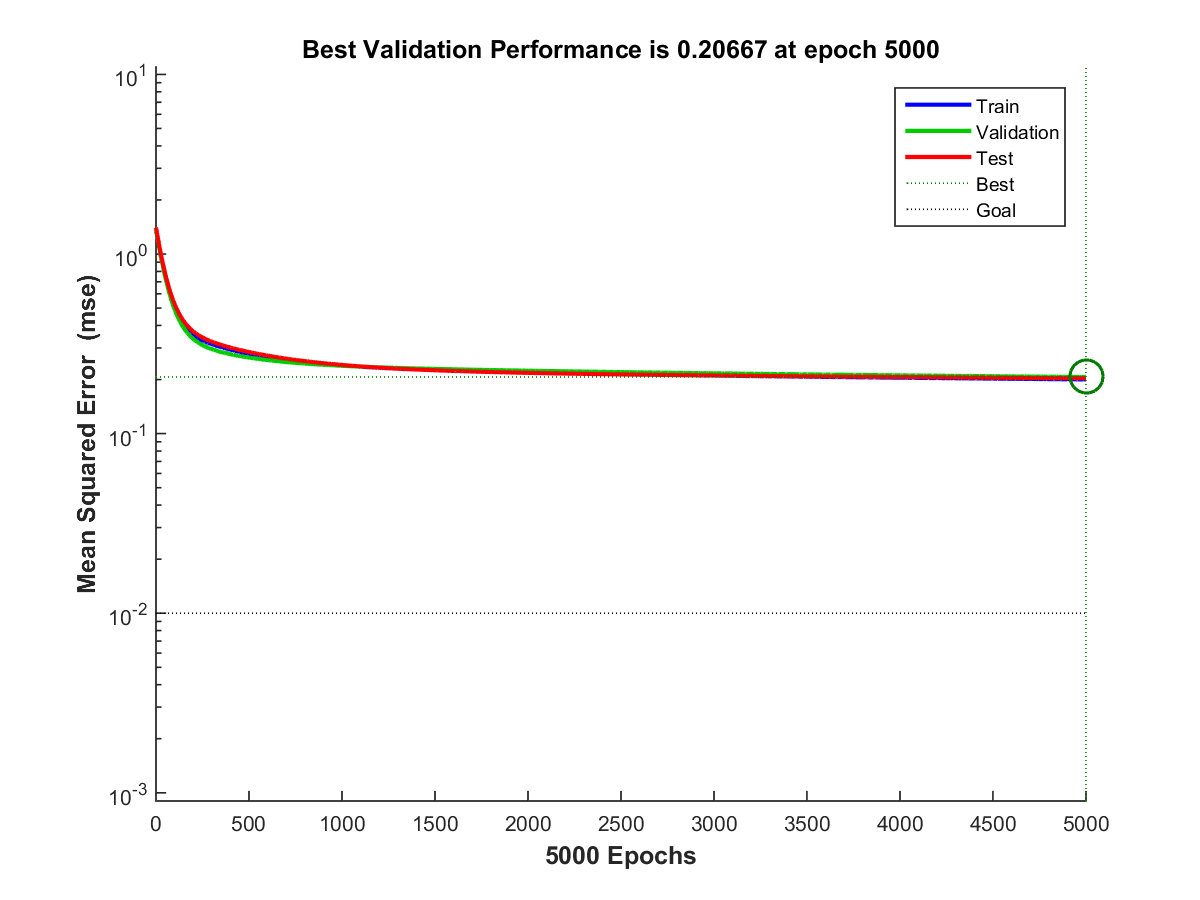 Best Validation Performance is 0.20667 at epoch 5000
Train
Validation
Test
Best
Goal
Mean Squared Error  (mse)
10^1
10^0
10^-1
10^-2
10^-3
0 500 1000 1500 2000 2500 3000 3500 4000 4500 5000
5000 Epochs